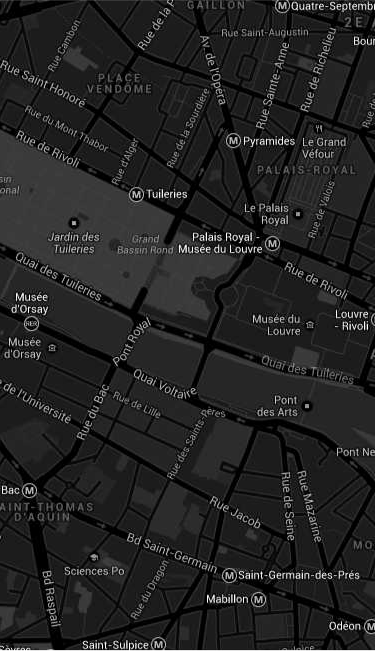 GAILLON
M Quatre-Septemb
2E
Rue de la P
Rue Cambon
Av. de l'Opéra
Rue Saint-Augustin
Bour
Rue Sainte-Anne
Rue de Richelieu
Rue Saint Honoré
PLACE
VENDÔME
Rue du Mont Thabor
Rue de la Sourdière
Rue d'Alger
Rue de Rivoli
M Pyramides
Le Grand
Véfour
PALAIS-ROYAL
M Tuileries
Rue de Valois
Le Palais
Royal
Jardin des
Tuileries
Grand
Bassin Rond
Palais Royal -
Musée du Louvre
M
Quai des Tuileries
Rue de Rivoli
Musée
d'Orsay
RER
Musée
d'Orsay
Pont Royal
Musée du
Louvre
Louvre
- Rivoli
Quai des Tuileries
Quai Voltaire
Rue du Bac
Rue de Lille
Pont
des Arts
de l'Université
Rue des Saints-Pères
Pont Ne
Bac M
AINT-THOMAS
D'AQUIN
Rue Jacob
Rue de Seine
Rue Mazarine
Bd Saint-Germain
MO
Sciences Po
Bd Raspail
Rue du Dragon
M Saint-Germain-des-Prés
Mabillon M
Odéon M
Saint-Sulpice M